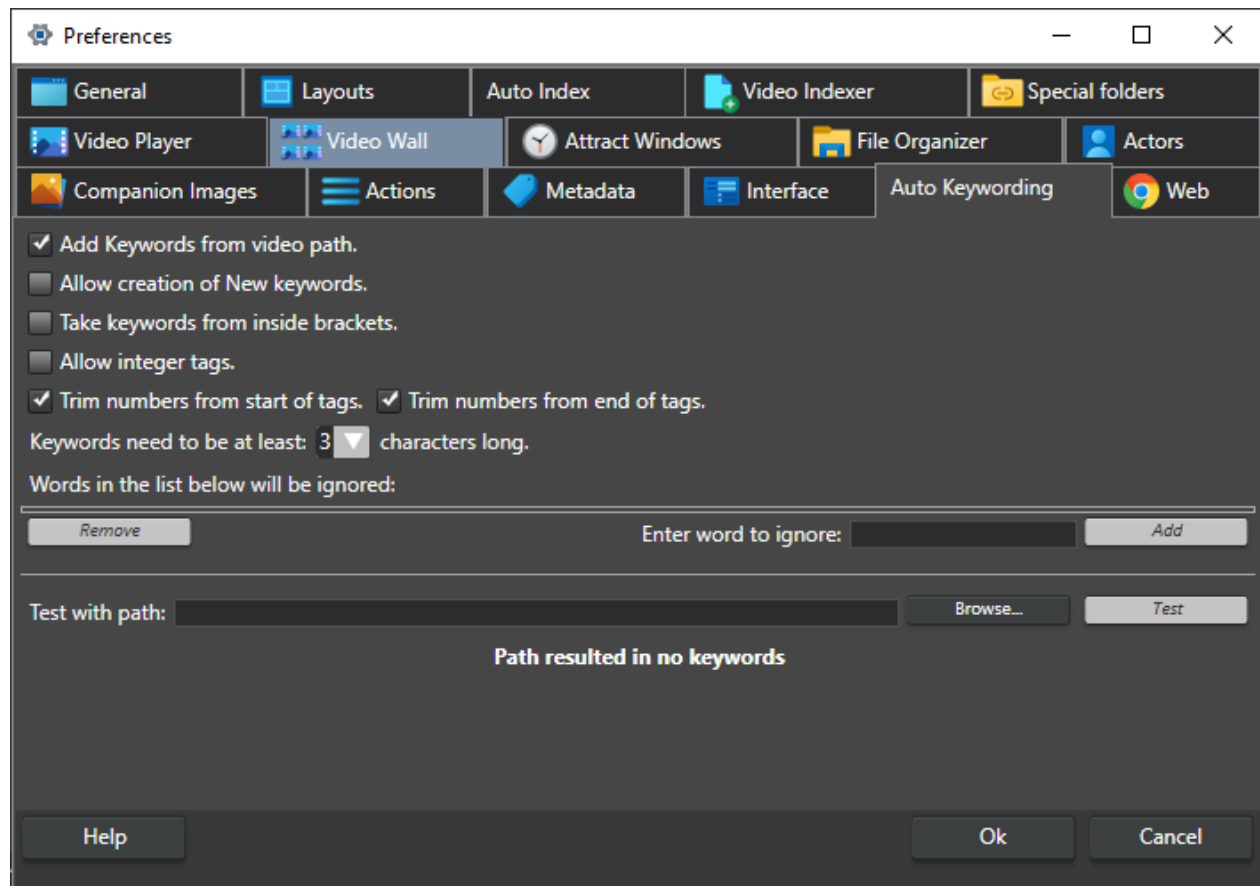 Preferences
General Layouts Auto Index Video Indexer Special folders
Video Player Video Wall Attract Windows File Organizer Actors
Companion Images Actions Metadata Interface Auto Keywording Web
Add Keywords from video path.
Allow creation of New keywords.
Take keywords from inside brackets.
Allow integer tags.
Trim numbers from start of tags. Trim numbers from end of tags.
Keywords need to be at least: 3 characters long.
Words in the list below will be ignored:
Remove Enter word to ignore: Add
Test with path: Browse... Test
Path resulted in no keywords
Help Ok Cancel